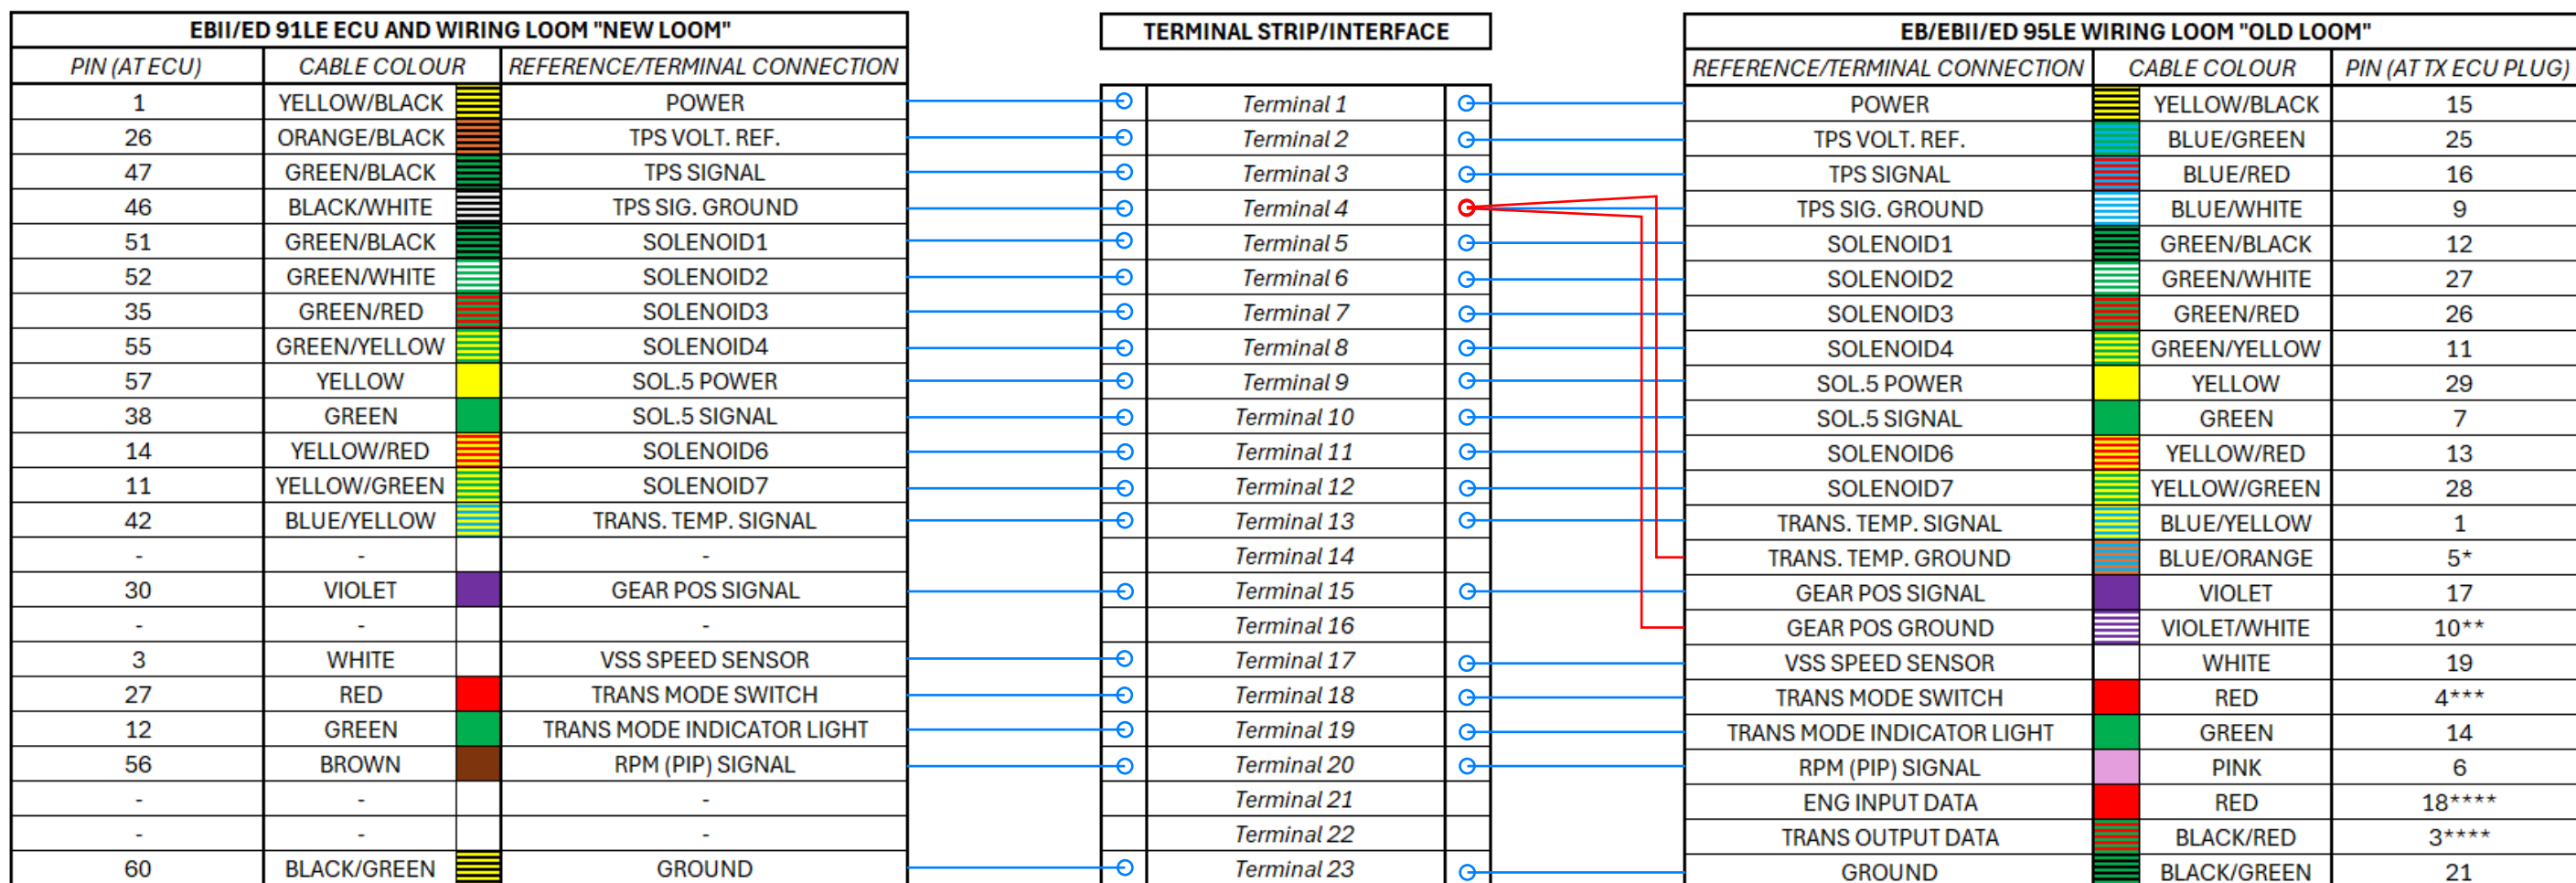 EBII/ED 91LE ECU AND WIRING LOOM "NEW LOOM" TERMINAL STRIP/INTERFACE EB/EBII/ED 95LE WIRING LOOM "OLD LOOM"
PIN (AT ECU) CABLE COLOUR REFERENCE/TERMINAL CONNECTION REFERENCE/TERMINAL CONNECTION CABLE COLOUR PIN (AT TX ECU PLUG)
1 YELLOW/BLACK POWER Terminal 1 POWER YELLOW/BLACK 15
26 ORANGE/BLACK TPS VOLT. REF. Terminal 2 TPS VOLT. REF. BLUE/GREEN 25
47 GREEN/BLACK TPS SIGNAL Terminal 3 TPS SIGNAL BLUE/RED 16
46 BLACK/WHITE TPS SIG. GROUND Terminal 4 TPS SIG. GROUND BLUE/WHITE 9
51 GREEN/BLACK SOLENOID1 Terminal 5 SOLENOID1 GREEN/BLACK 12
52 GREEN/WHITE SOLENOID2 Terminal 6 SOLENOID2 GREEN/WHITE 27
35 GREEN/RED SOLENOID3 Terminal 7 SOLENOID3 GREEN/RED 26
55 GREEN/YELLOW SOLENOID4 Terminal 8 SOLENOID4 GREEN/YELLOW 11
57 YELLOW SOL.5 POWER Terminal 9 SOL.5 POWER YELLOW 29
38 GREEN SOL.5 SIGNAL Terminal 10 SOL.5 SIGNAL GREEN 7
14 YELLOW/RED SOLENOID6 Terminal 11 SOLENOID6 YELLOW/RED 13
11 YELLOW/GREEN SOLENOID7 Terminal 12 SOLENOID7 YELLOW/GREEN 28
42 BLUE/YELLOW TRANS. TEMP. SIGNAL Terminal 13 TRANS. TEMP. SIGNAL BLUE/YELLOW 1
- - - Terminal 14 TRANS. TEMP. GROUND BLUE/ORANGE 5*
30 VIOLET GEAR POS SIGNAL Terminal 15 GEAR POS SIGNAL VIOLET 17
- - - Terminal 16 GEAR POS GROUND VIOLET/WHITE 10**
3 WHITE VSS SPEED SENSOR Terminal 17 VSS SPEED SENSOR WHITE 19
27 RED TRANS MODE SWITCH Terminal 18 TRANS MODE SWITCH RED 4***
12 GREEN TRANS MODE INDICATOR LIGHT Terminal 19 TRANS MODE INDICATOR LIGHT GREEN 14
56 BROWN RPM (PIP) SIGNAL Terminal 20 RPM (PIP) SIGNAL PINK 6
- - - Terminal 21 ENG INPUT DATA RED 18****
- - - Terminal 22 TRANS OUTPUT DATA BLACK/RED 3****
60 BLACK/GREEN GROUND Terminal 23 GROUND BLACK/GREEN 21